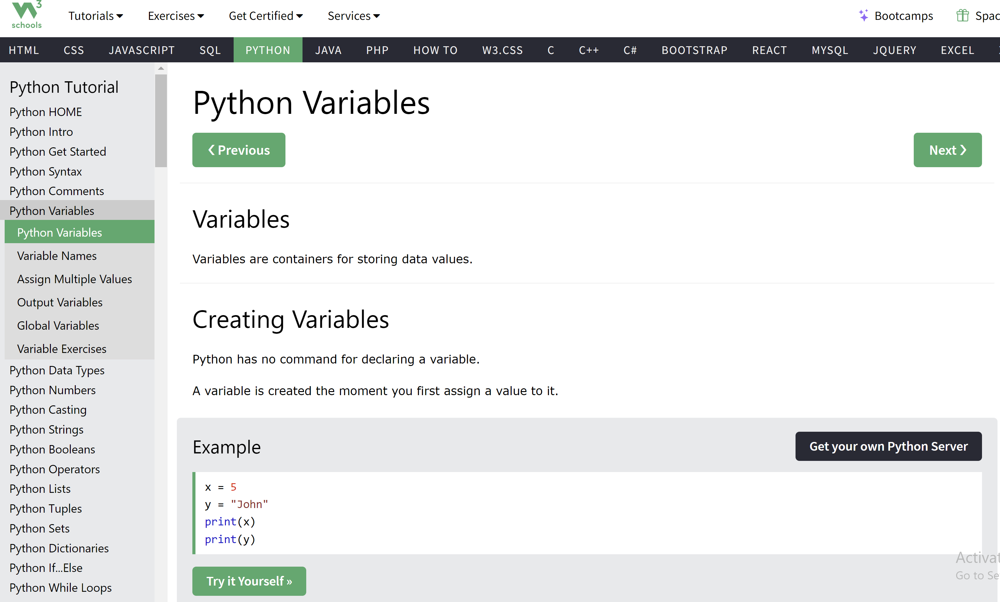 3
schools
Tutorials Exercises Get Certified Services Bootcamps
HTML CSS JAVASCRIPT SQL PYTHON JAVA PHP HOW TO W3.CSS C C++ C# BOOTSTRAP REACT MYSQL JQUERY EXCEL
Python Tutorial
Python HOME
Python Intro
Python Get Started
Python Syntax
Python Comments
Python Variables
Python Variables
Variable Names
Assign Multiple Values
Output Variables
Global Variables
Variable Exercises
Python Data Types
Python Numbers
Python Casting
Python Strings
Python Booleans
Python Operators
Python Lists
Python Tuples
Python Sets
Python Dictionaries
Python If...Else
Python While Loops
Python Variables
❮ Previous
Next ❯
Variables
Variables are containers for storing data values.
Creating Variables
Python has no command for declaring a variable.
A variable is created the moment you first assign a value to it.
Example
Get your own Python Server
x = 5
y = "John"
print(x)
print(y)
Try it Yourself »
Go to